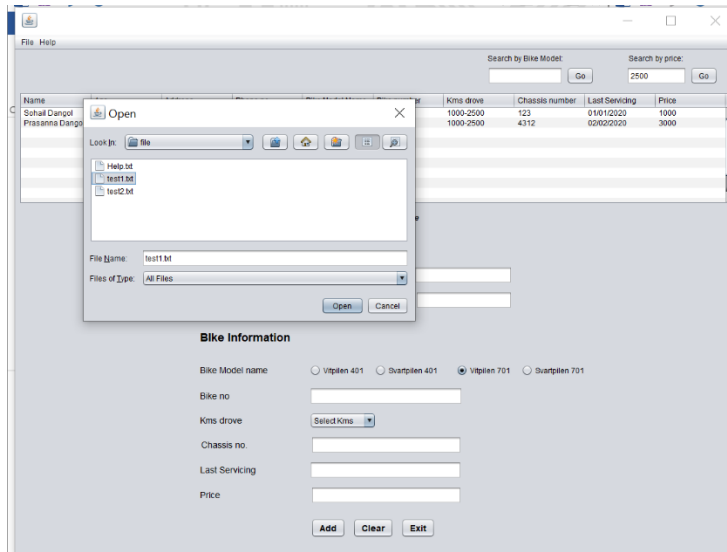 File Help
Search by Bike Model: Search by price:
Go 2500 Go
Name Kms drove Chassis number Last Servicing Price
Sohail Dangol 1000-2500 123 01/01/2020 1000
Prasanna Dango 1000-2500 4312 02/02/2020 3000
Open
Look In: file
Help.txt
test1.txt
test2.txt
File Name: test1.txt
Files of Type: All Files
Open Cancel
Bike Information
Bike Model name Vitpilen 401 Svartpilen 401 Vitpilen 701 Svartpilen 701
Bike no
Kms drove Select Kms
Chassis no.
Last Servicing
Price
Add Clear Exit